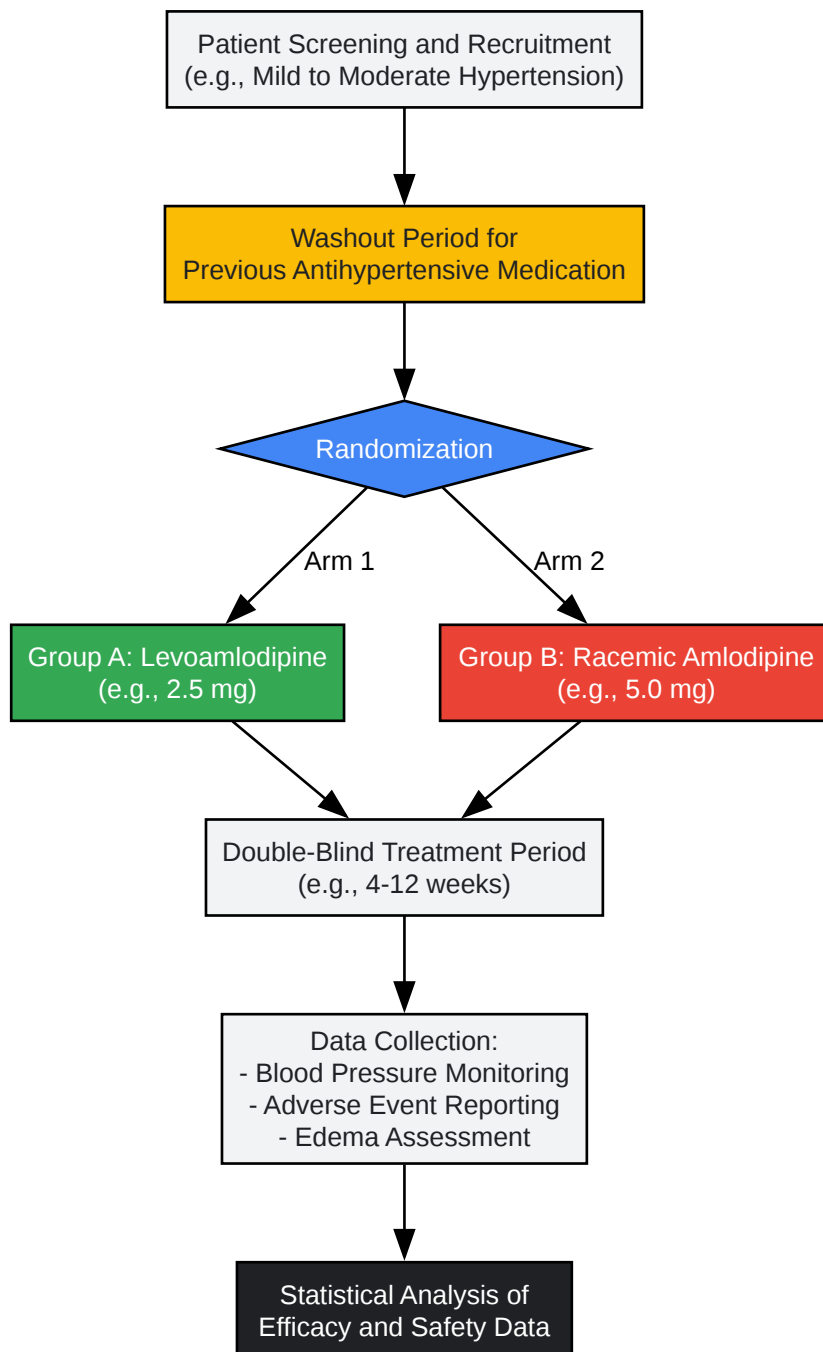 Patient Screening and Recruitment
(e.g., Mild to Moderate Hypertension)
Washout Period for
Previous Antihypertensive Medication
Randomization
Arm 1
Arm 2
Group A: Levoamlodipine
(e.g., 2.5 mg)
Group B: Racemic Amlodipine
(e.g., 5.0 mg)
Double-Blind Treatment Period
(e.g., 4-12 weeks)
Data Collection:
- Blood Pressure Monitoring
- Adverse Event Reporting
- Edema Assessment
Statistical Analysis of
Efficacy and Safety Data